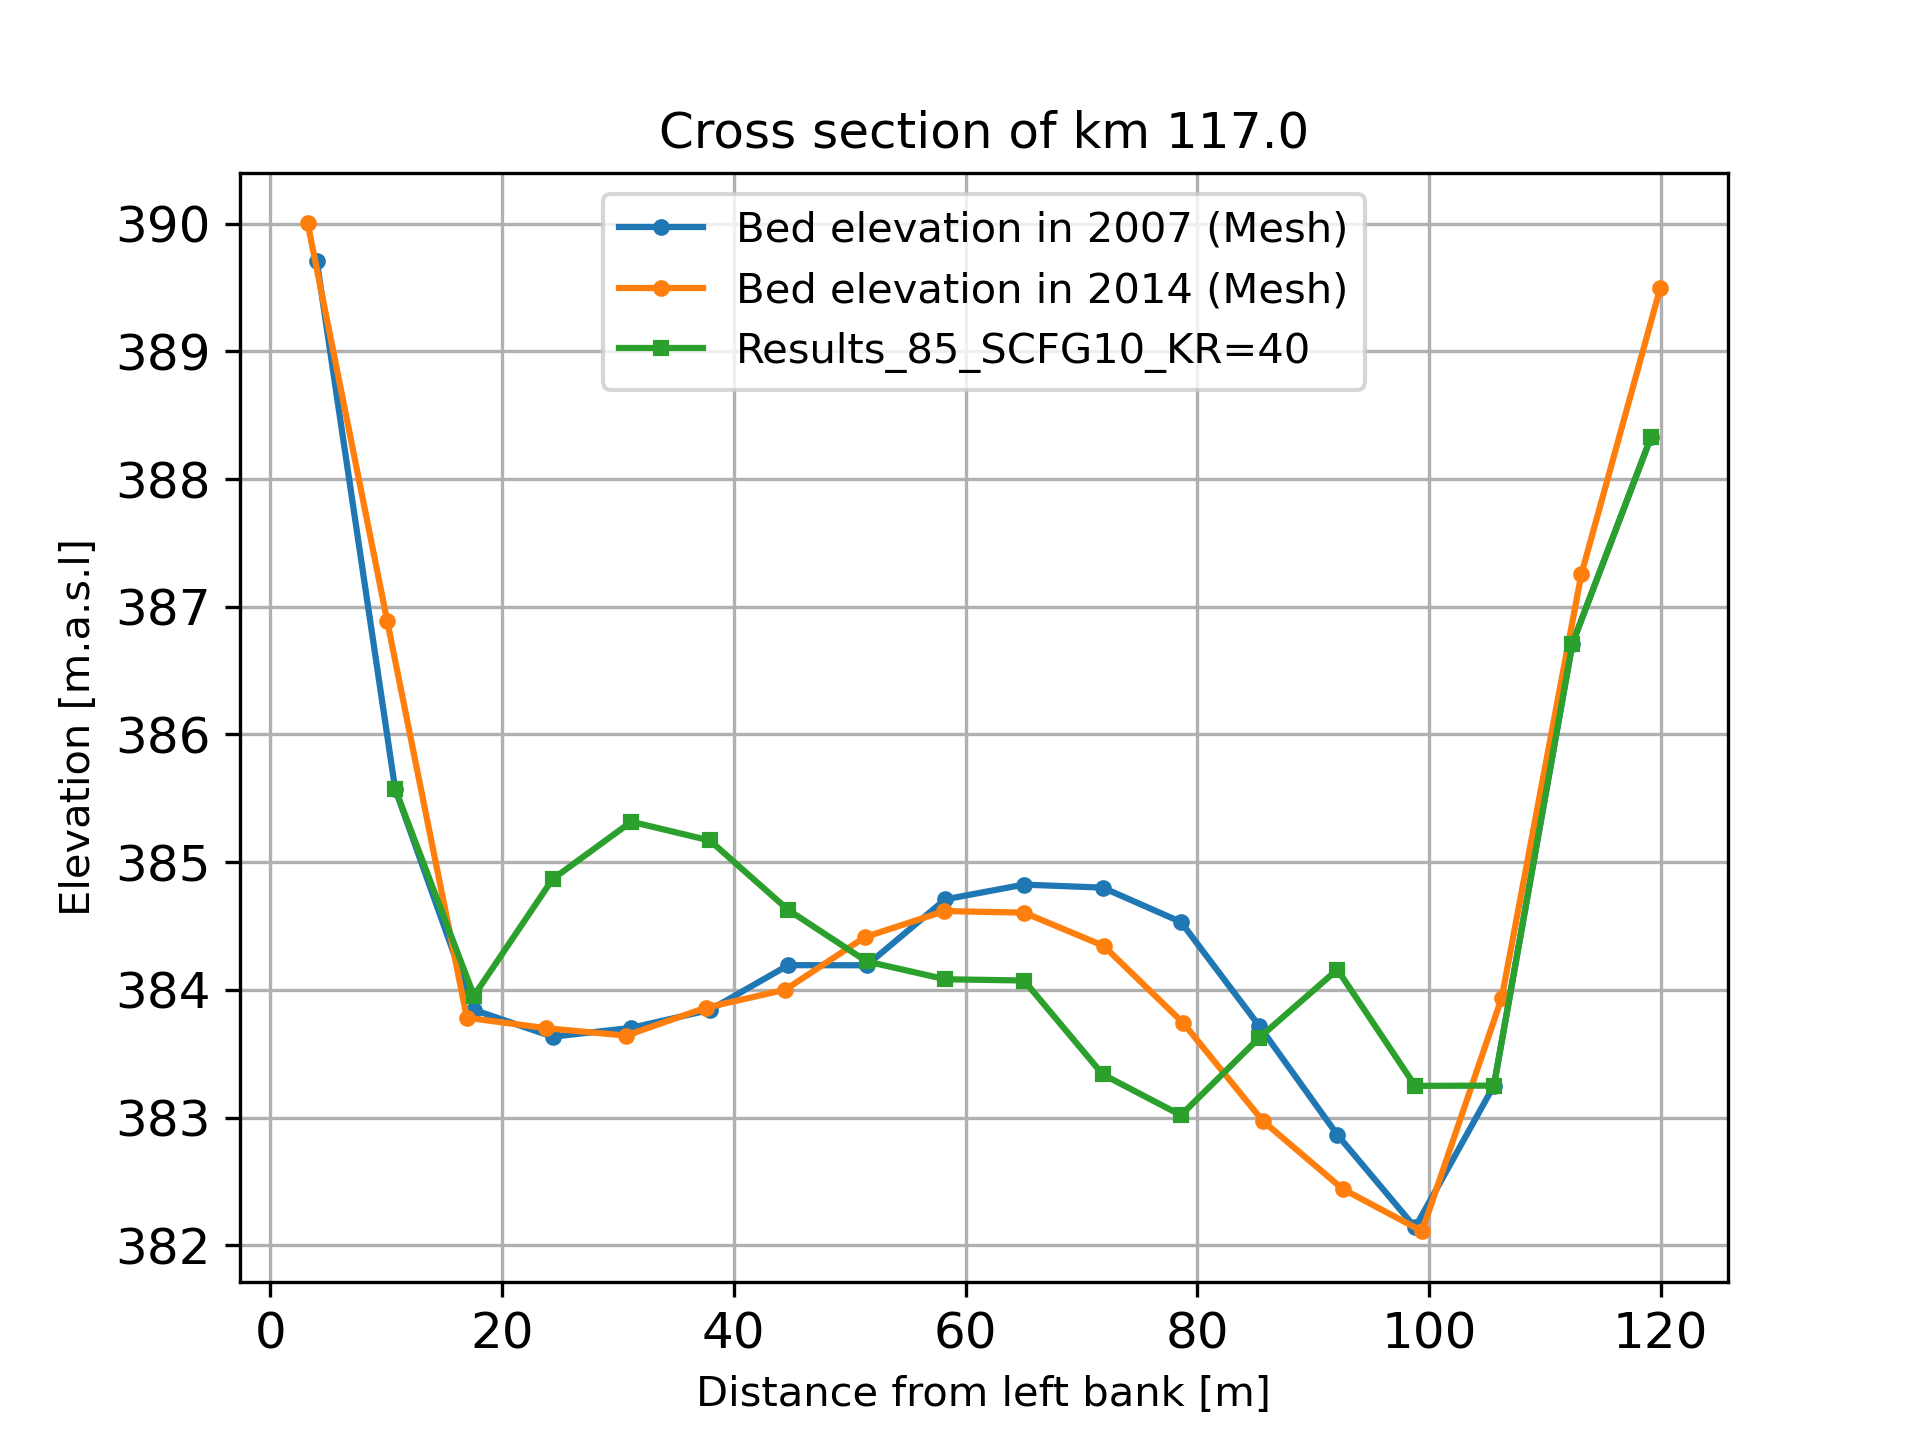 Cross section of km 117.0
Bed elevation in 2007 (Mesh)
Bed elevation in 2014 (Mesh)
Results_85_SCFG10_KR=40
Elevation [m.a.s.l]
390
389
388
387
386
385
384
383
382
0 20 40 60 80 100 120
Distance from left bank [m]